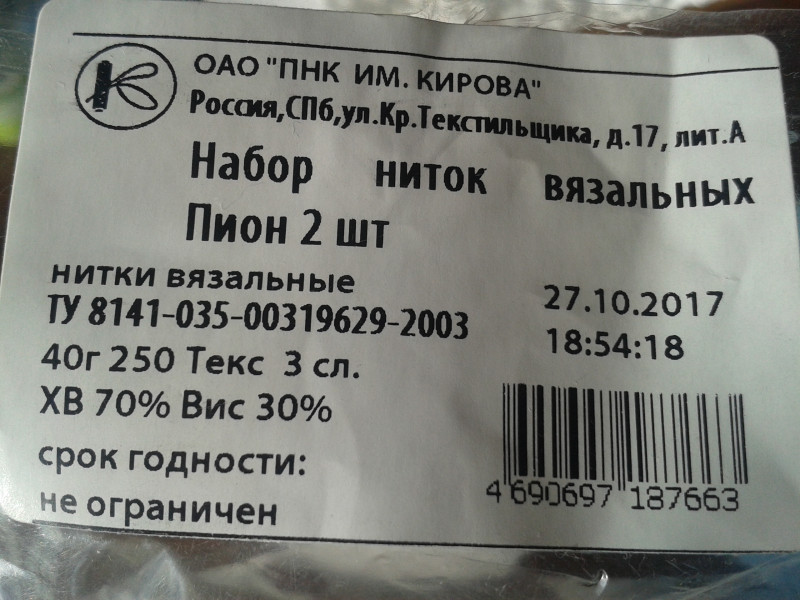 ОАО "ПНК ИМ. КИРОВА"
Россия,СПб,ул.Кр.Текстильщика, д.17, лит.А
Набор ниток вязальных
Пион 2 шт
нитки вязальные
ТУ 8141-035-00319629-2003
40г 250 Текс 3 сл.
ХВ 70% Вис 30%
срок годности:
не ограничен
27.10.2017
18:54:18
4 690697 187663